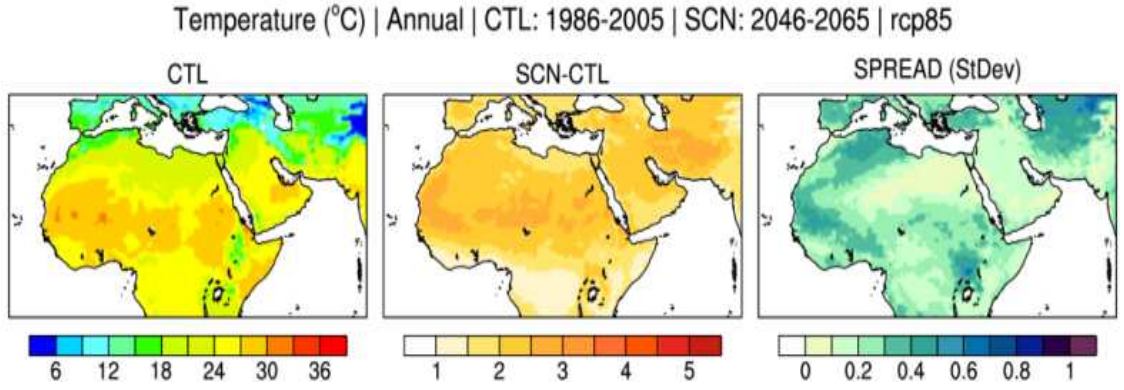 Temperature (°C) | Annual | CTL: 1986-2005 | SCN: 2046-2065 | rcp85
CTL
SCN-CTL
SPREAD (StDev)
6 12 18 24 30 36
1 2 3 4 5
0 0.2 0.4 0.6 0.8 1